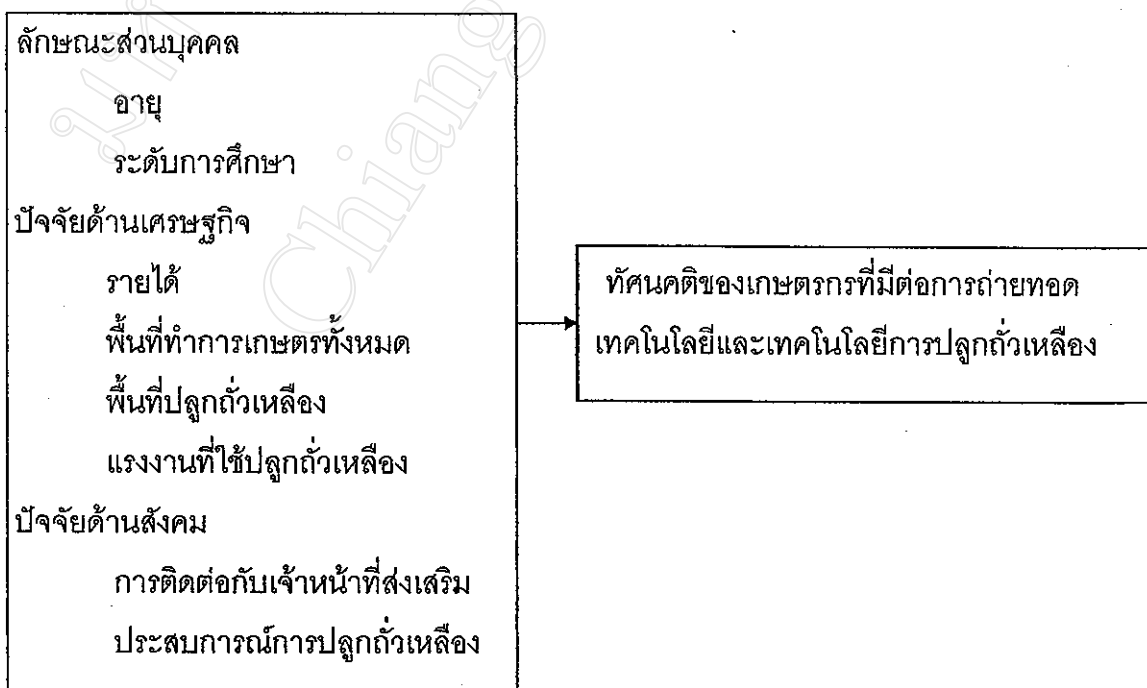 ลักษณะส่วนบุคคล
อายุ
ระดับการศึกษา
ปัจจัยด้านเศรษฐกิจ
รายได้
พื้นที่ทำการเกษตรทั้งหมด
พื้นที่ปลูกถั่วเหลือง
แรงงานที่ใช้ปลูกถั่วเหลือง
ปัจจัยด้านสังคม
การติดต่อกับเจ้าหน้าที่ส่งเสริม
ประสบการณ์การปลูกถั่วเหลือง
ทัศนคติของเกษตรกรที่มีต่อการถ่ายทอด
เทคโนโลยีและเทคโนโลยีการปลูกถั่วเหลือง
Chiang